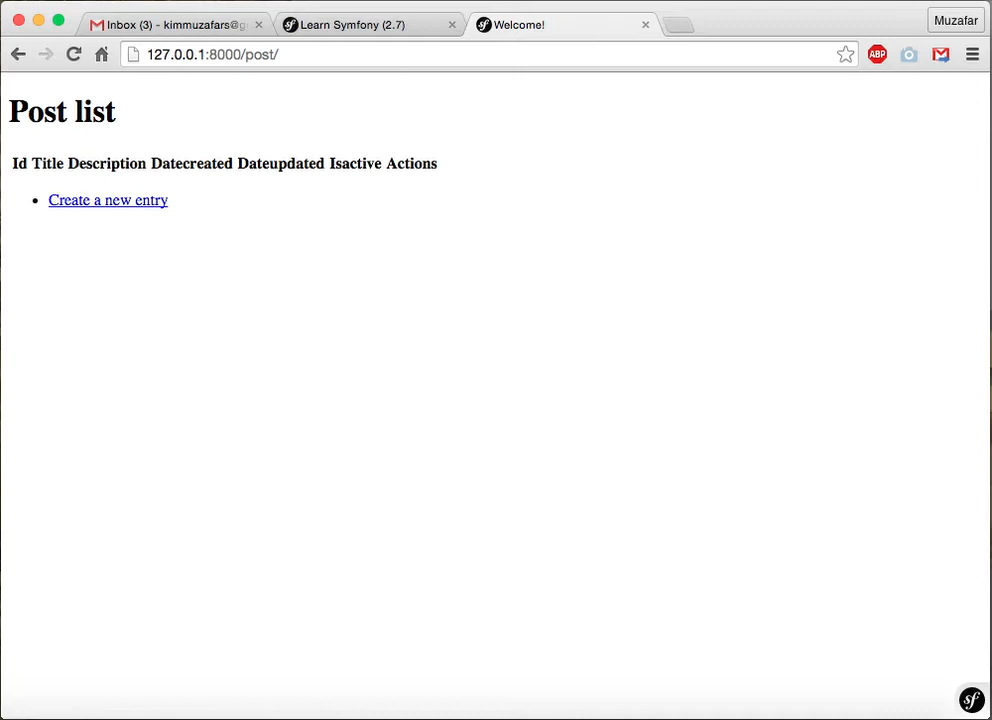 Inbox (3) - kimmuzafars@g
Learn Symfony (2.7)
Welcome!
Muzafar
127.0.0.1:8000/post/
ABP
Post list
Id Title Description Datecreated Dateupdated Isactive Actions
Create a new entry
sf